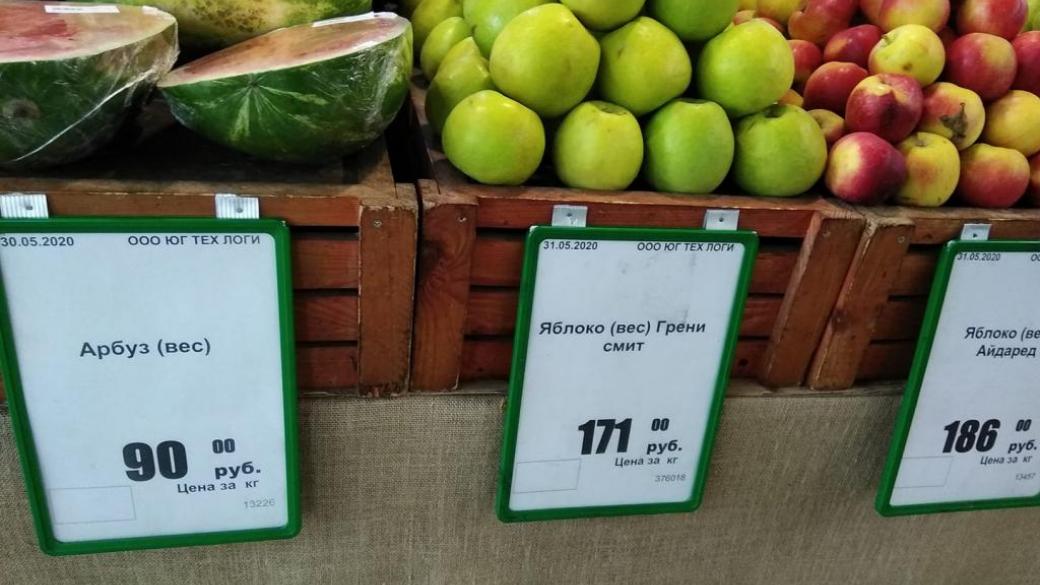 30.05.2020 ООО ЮГ ТЕХ ЛОГИ
Арбуз (вес)
90 00
руб.
Цена за кг
13226
31.05.2020 ООО ЮГ ТЕХ ЛОГИ
Яблоко (вес) Грени
смит
171 00
руб.
Цена за кг
376018
31.05.2020
Яблоко (ве
Айдаред
186 00
руб.
Цена за кг
13457